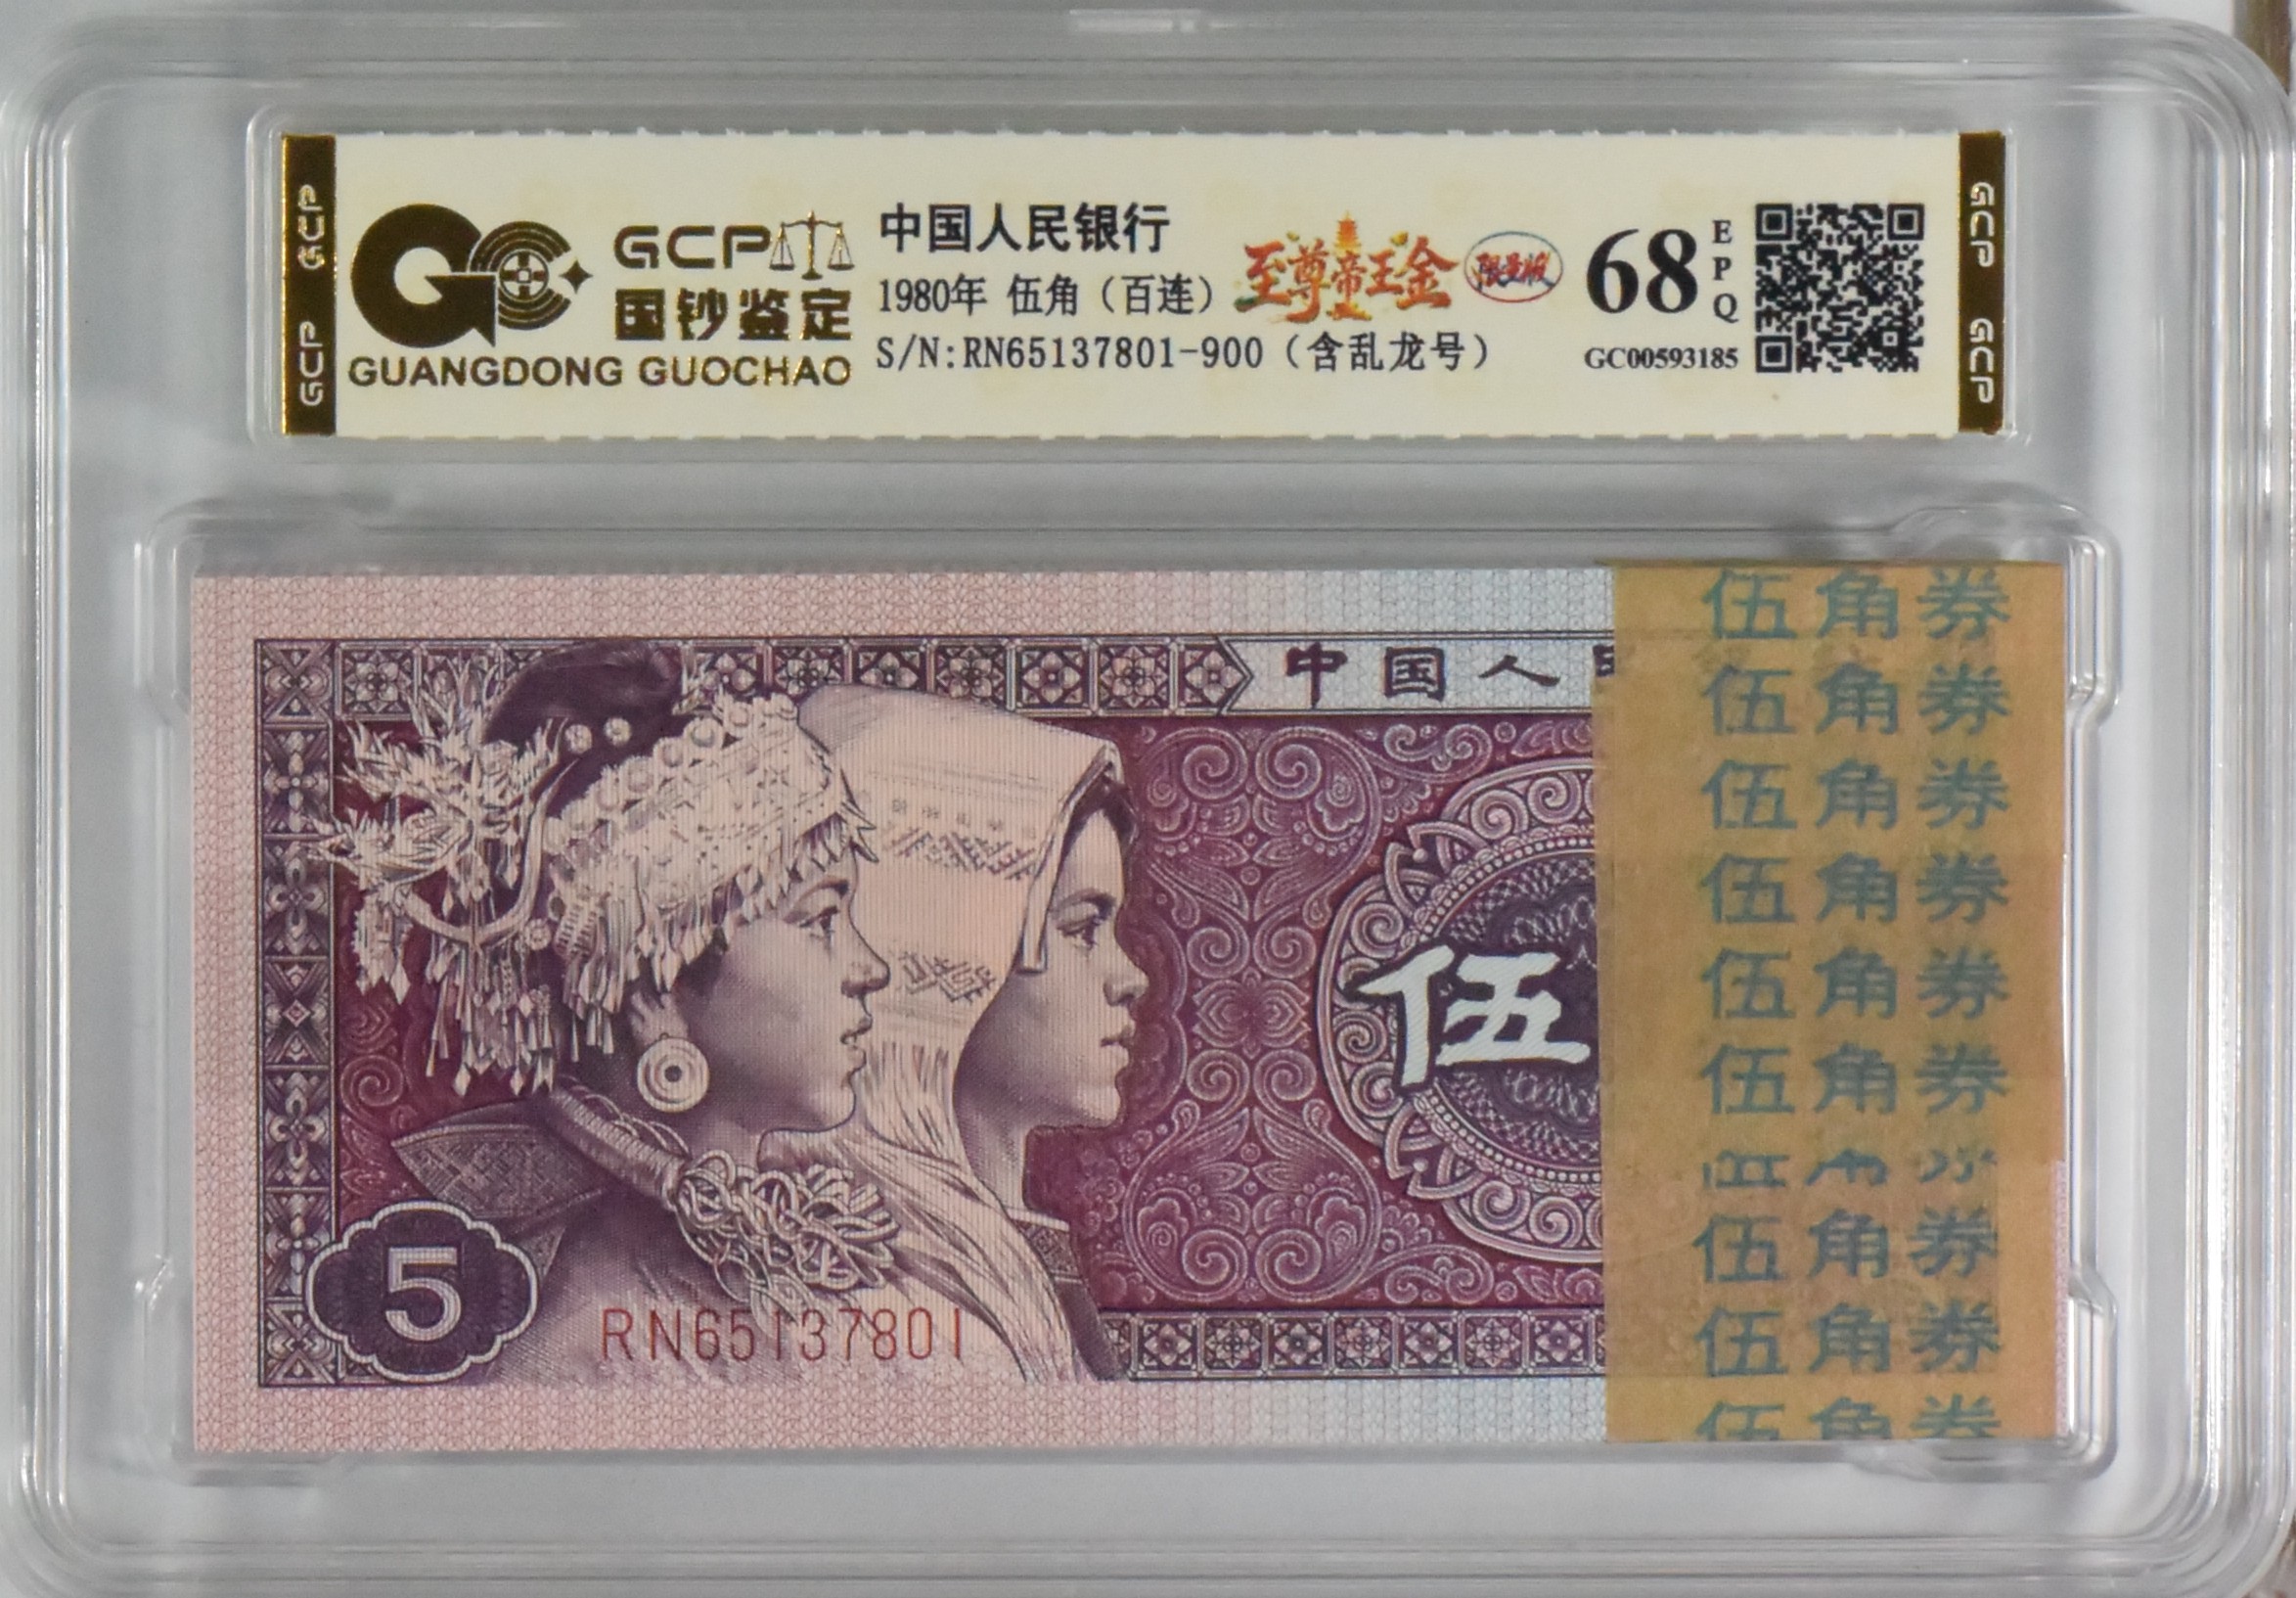 GCP GCP
GCP
国钞鉴定
GUANGDONG GUOCHAO
中国人民银行
1980年 伍角（百连）
S/N:RN65137801-900（含乱龙号）
至尊帝王金 限量版
68 EPQ
GC00593185
GCP GCP
中国人
伍
5
RN65137801
伍角券
伍角券
伍角券
伍角券
伍角券
伍角券
伍角券
伍角券
伍角券